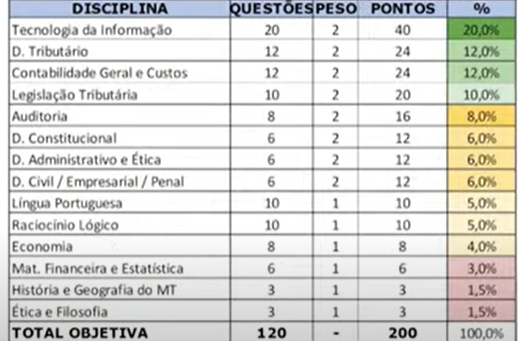 DISCIPLINA QUESTÕES PESO PONTOS %
Tecnologia da Informação 20 2 40 20,0%
D. Tributário 12 2 24 12,0%
Contabilidade Geral e Custos 12 2 24 12,0%
Legislação Tributária 10 2 20 10,0%
Auditoria 8 2 16 8,0%
D. Constitucional 6 2 12 6,0%
D. Administrativo e Ética 6 2 12 6,0%
D. Civil / Empresarial / Penal 6 2 12 6,0%
Língua Portuguesa 10 1 10 5,0%
Raciocínio Lógico 10 1 10 5,0%
Economia 8 1 8 4,0%
Mat. Financeira e Estatística 6 1 6 3,0%
História e Geografia do MT 3 1 3 1,5%
Ética e Filosofia 3 1 3 1,5%
TOTAL OBJETIVA 120 - 200 100,0%